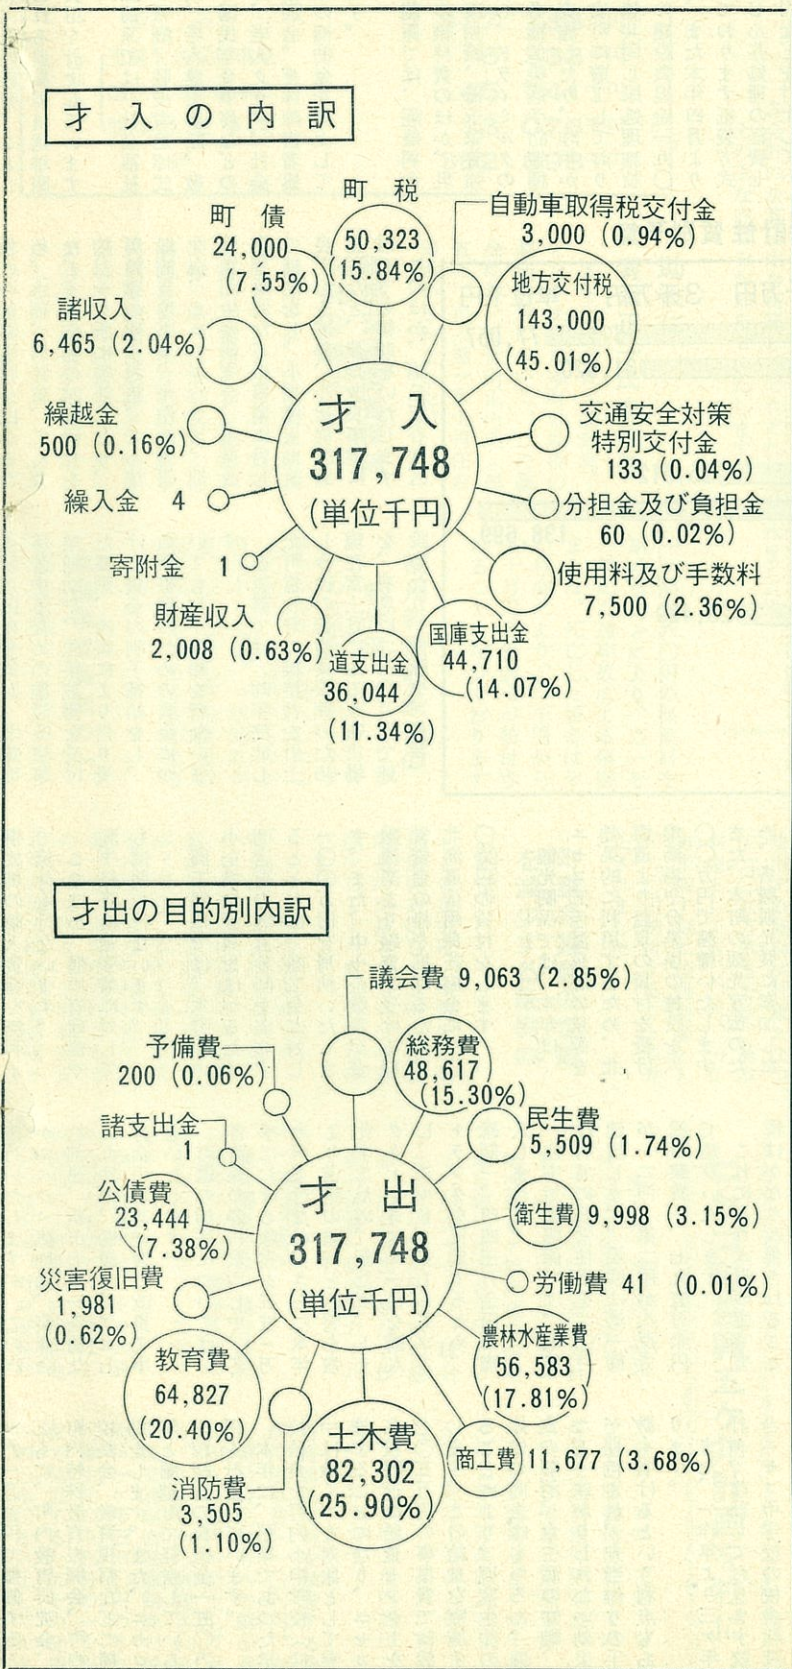 才入の内訳
町税
50,323
(15.84%)
自動車取得税交付金
3,000 (0.94%)
地方交付税
143,000
(45.01%)
交通安全対策
特別交付金
133 (0.04%)
分担金及び負担金
60 (0.02%)
使用料及び手数料
7,500 (2.36%)
国庫支出金
44,710
(14.07%)
道支出金
36,044
(11.34%)
財産収入
2,008 (0.63%)
寄附金 1
繰入金 4
繰越金
500 (0.16%)
諸収入
6,465 (2.04%)
町債
24,000
(7.55%)
才入
317,748
(単位千円)
才出の目的別内訳
議会費 9,063 (2.85%)
総務費
48,617
(15.30%)
民生費
5,509 (1.74%)
衛生費 9,998 (3.15%)
労働費 41 (0.01%)
農林水産業費
56,583
(17.81%)
商工費 11,677 (3.68%)
土木費
82,302
(25.90%)
消防費
3,505
(1.10%)
教育費
64,827
(20.40%)
災害復旧費
1,981
(0.62%)
公債費
23,444
(7.38%)
諸支出金
1
予備費
200 (0.06%)
才出
317,748
(単位千円)